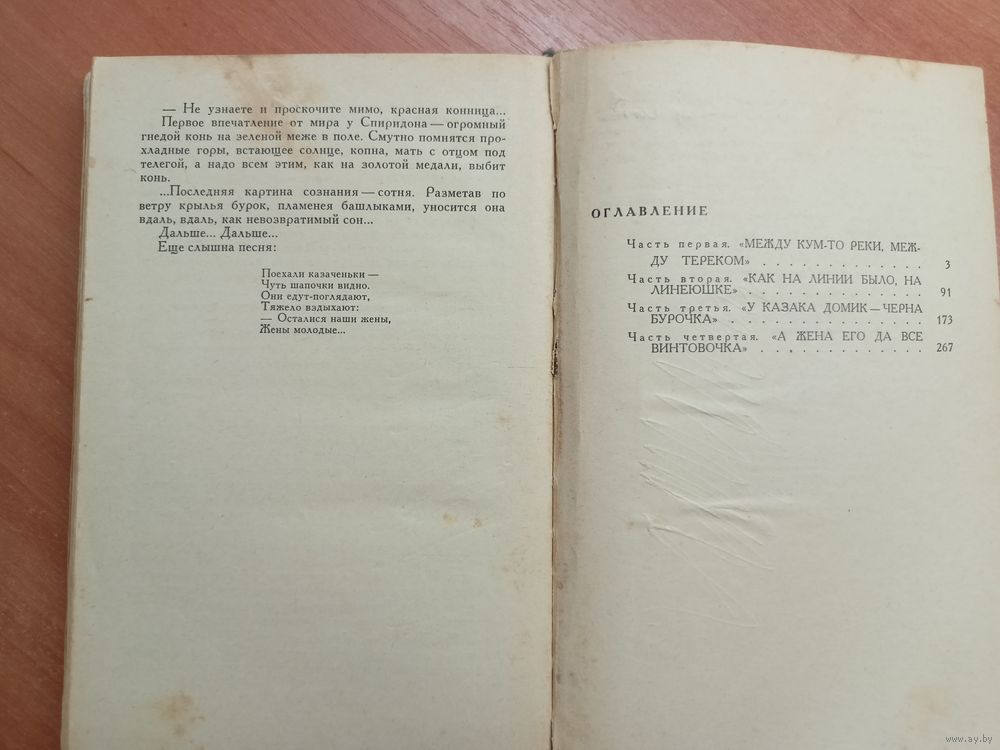 — Не узнаете и проскочите мимо, красная конница...
Первое впечатление от мира у Спиридона — огромный
гнедой конь на зеленой меже в поле. Смутно помнятся про-
хладные горы, встающее солнце, копна, мать с отцом под
телегой, а надо всем этим, как на золотой медали, выбит
конь.
...Последняя картина сознания — сотня. Разметав по
ветру крылья бурок, пламенея башлыками, уносится она
вдаль, вдаль, как невозвратимый сон...
Дальше... Дальше...
Еще слышна песня:
Поехали казаченьки —
Чуть шапочки видно.
Они едут-поглядают,
Тяжело вздыхают:
— Осталися наши жены,
Жены молодые...
ОГЛАВЛЕНИЕ
Часть первая. «МЕЖДУ КУМ-ТО РЕКИ, МЕЖ-
ДУ ТЕРЕКОМ» . . . . . . . . . . . . . 3
Часть вторая. «КАК НА ЛИНИИ БЫЛО, НА
ЛИНЕЮШКЕ» . . . . . . . . . . . . . . 91
Часть третья. «У КАЗАКА ДОМИК — ЧЕРНА
БУРОЧКА» . . . . . . . . . . . . . . . 173
Часть четвертая. «А ЖЕНА ЕГО ДА ВСЕ
ВИНТОВОЧКА» . . . . . . . . . . . . . 267
www.ay.by